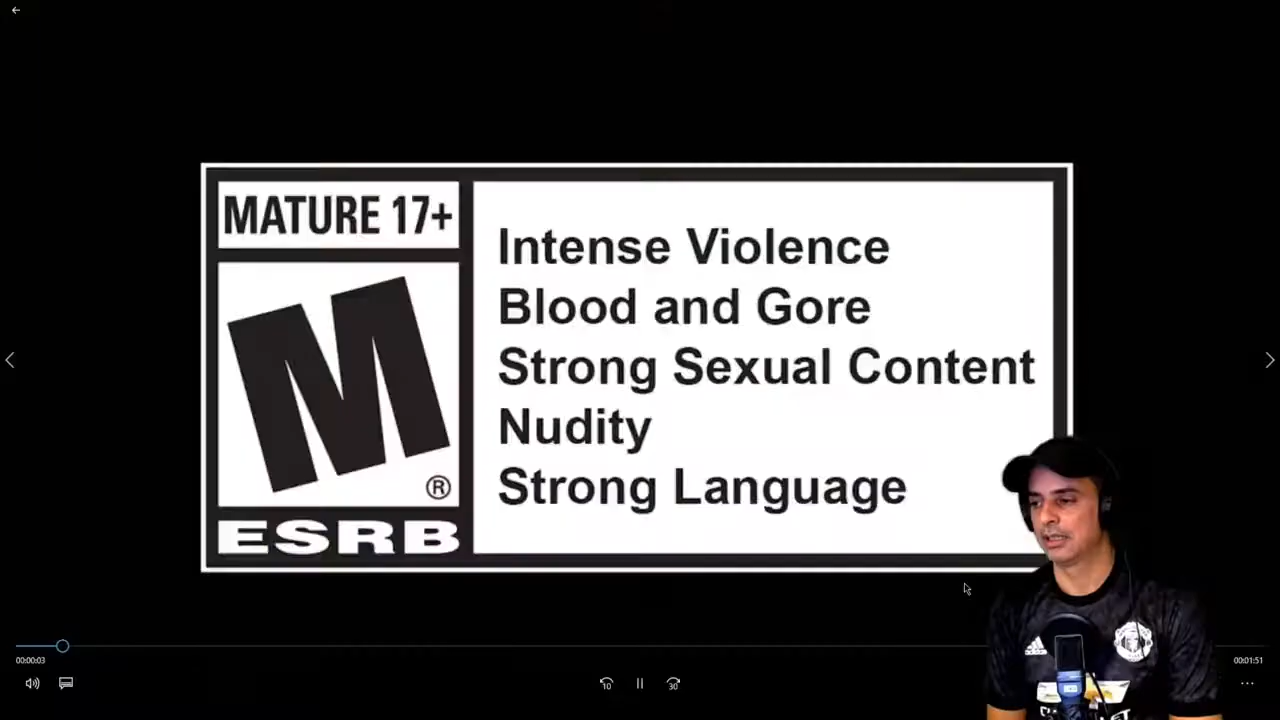 MATURE 17+
M
®
ESRB
Intense Violence
Blood and Gore
Strong Sexual Content
Nudity
Strong Language
00:00:03
00:01:51
10
30
adidas